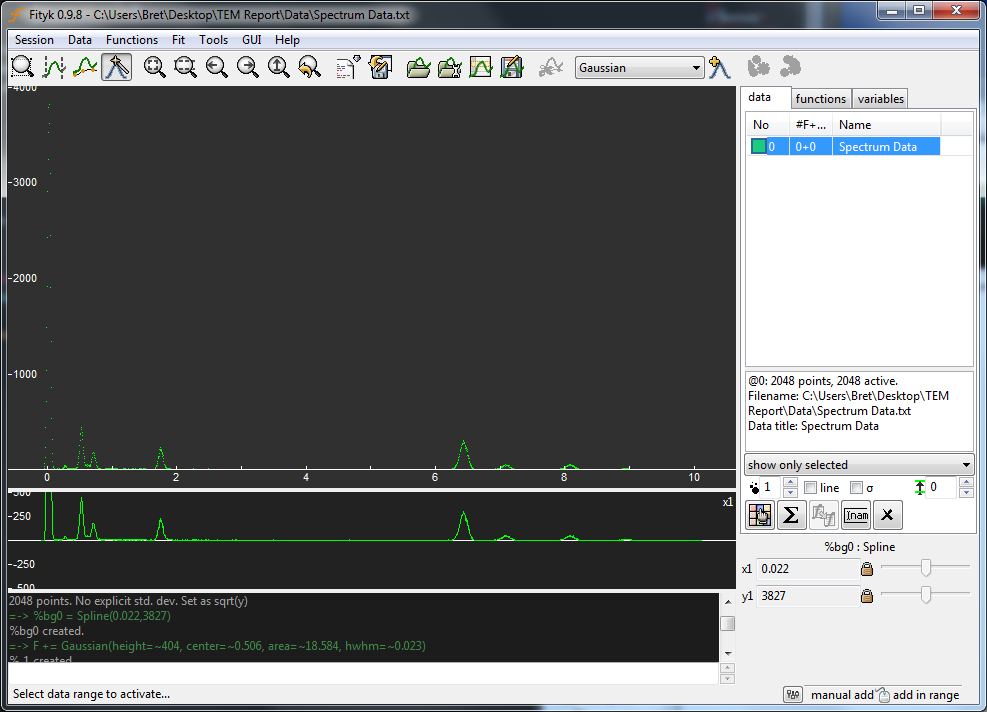 Fityk 0.9.8 - C:\Users\Bret\Desktop\TEM Report\Data\Spectrum Data.txt
Session Data Functions Fit Tools GUI Help
Gaussian
4000
-3000
-2000
-1000
0 2 4 6 8 10
500
-250
x1
--250
-500
data functions variables
No #F+... Name
0 0+0 Spectrum Data
@0: 2048 points, 2048 active.
Filename: C:\Users\Bret\Desktop\TEM
Report\Data\Spectrum Data.txt
Data title: Spectrum Data
show only selected
1 line σ 0
Σ Inam X
%bg0 : Spline
x1 0.022
y1 3827
2048 points. No explicit std. dev. Set as sqrt(y)
=-> %bg0 = Spline(0.022,3827)
%bg0 created.
=-> F += Gaussian(height=~404, center=~0.506, area=~18.584, hwhm=~0.023)
%_1 created.
Select data range to activate...
manual add add in range